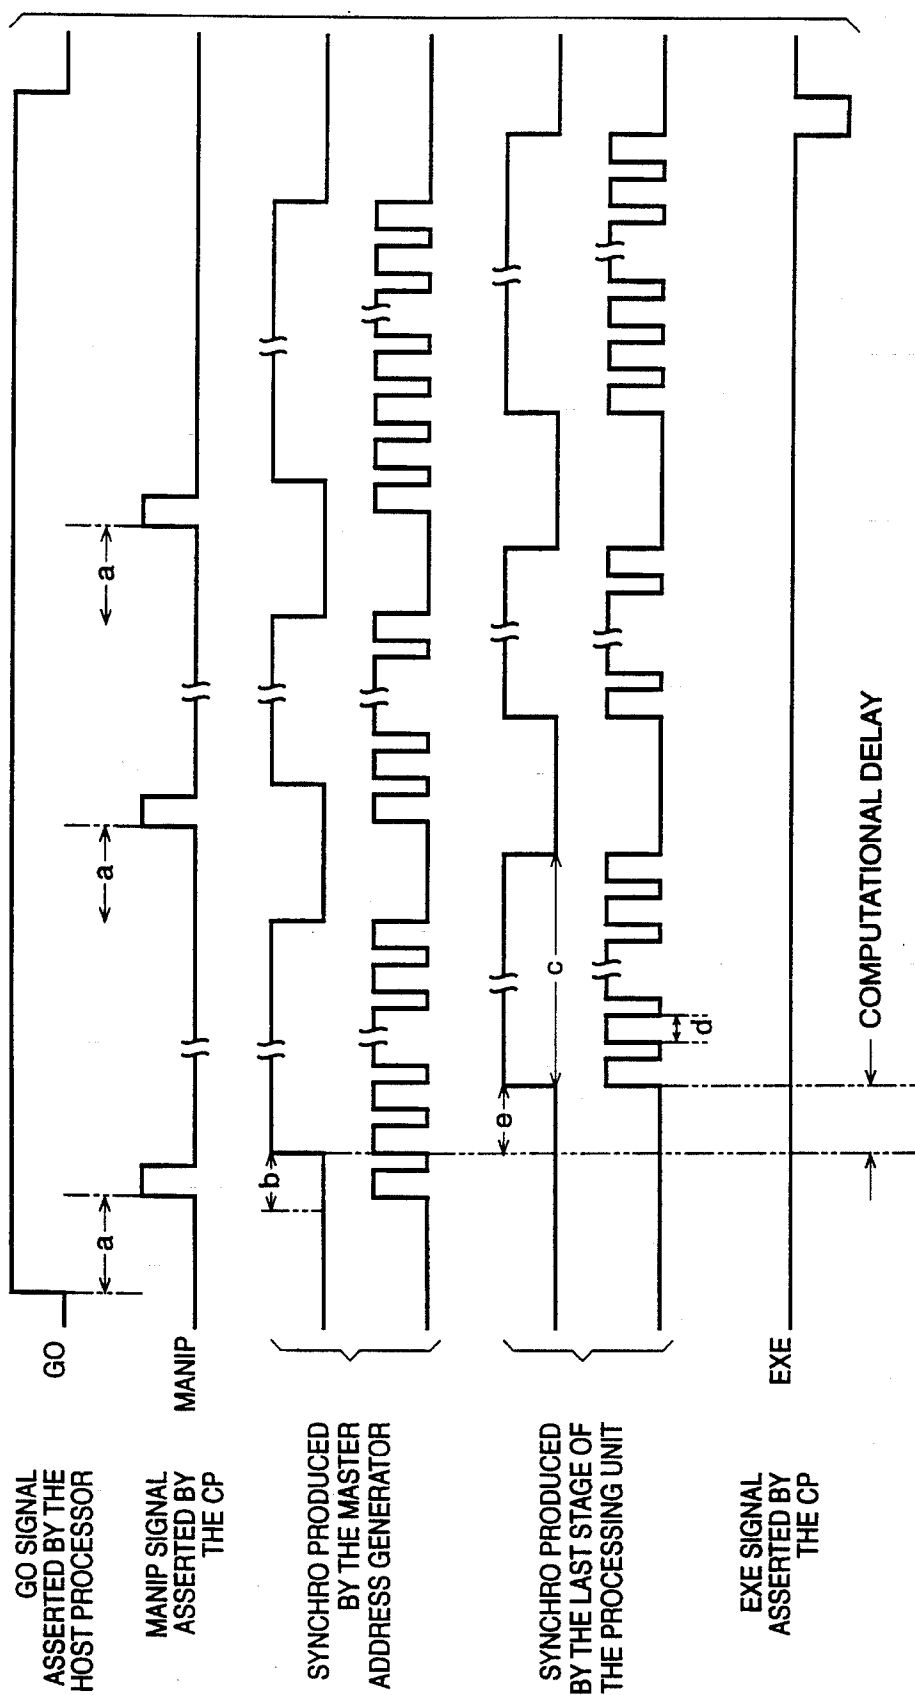 GO SIGNAL
ASSERTED BY THE
HOST PROCESSOR
GO
a
a
a
MANIP SIGNAL
ASSERTED BY
THE CP
MANIP
SYNCHRO PRODUCED
BY THE MASTER
ADDRESS GENERATOR
b
SYNCHRO PRODUCED
BY THE LAST STAGE OF
THE PROCESSING UNIT
e
c
d
EXE SIGNAL
ASSERTED BY
THE CP
EXE
COMPUTATIONAL DELAY